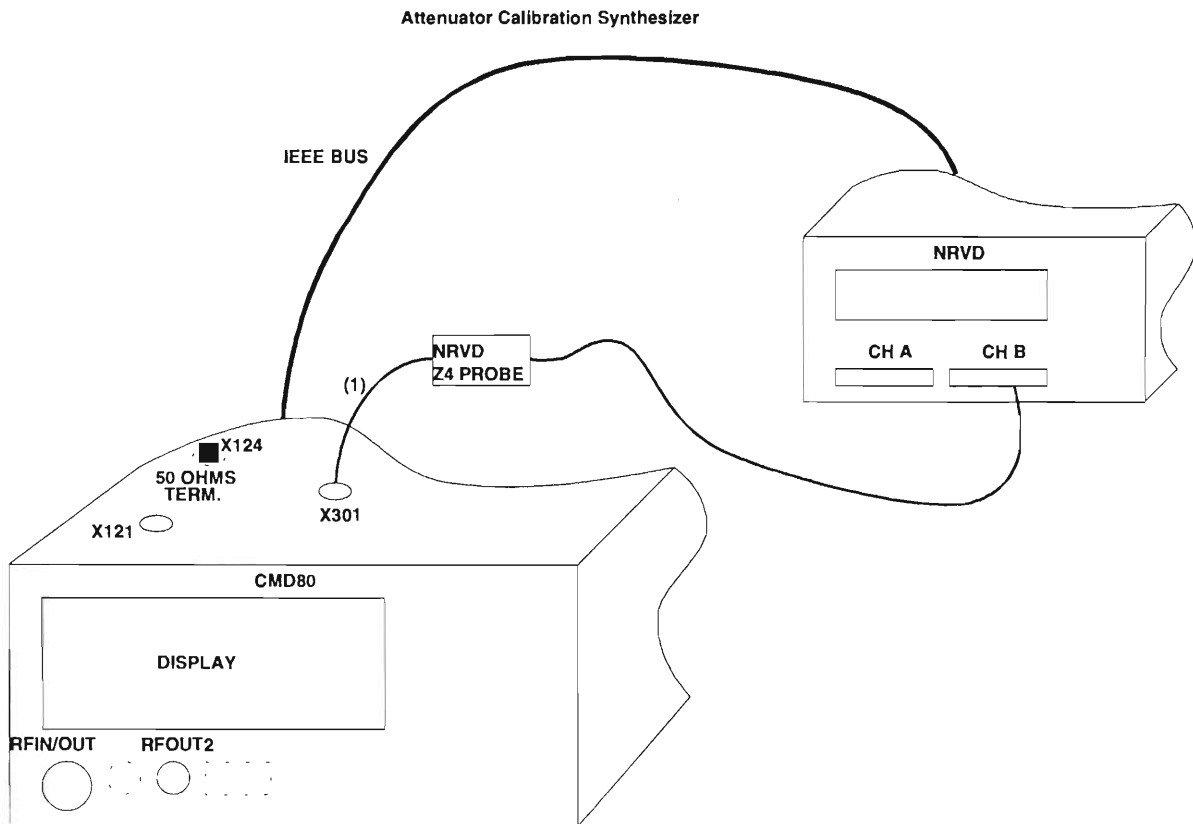 Attenuator Calibration Synthesizer
IEEE BUS
NRVD
CH A
CH B
NRVD
Z4 PROBE
(1)
X124
50 OHMS
TERM.
X301
X121
CMD80
DISPLAY
RFIN/OUT
RFOUT2